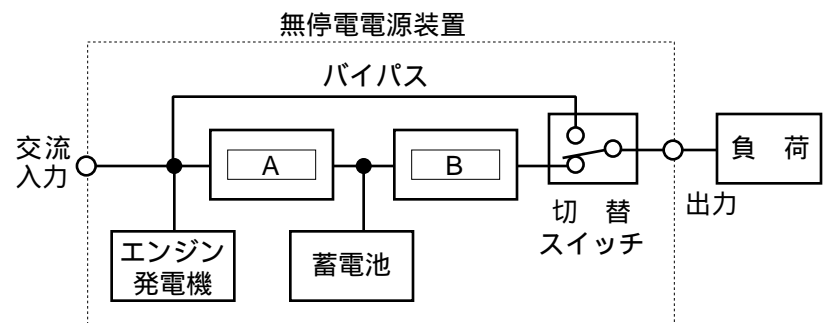 無停電電源装置
バイパス
交流
入力
A
B
負 荷
出力
切 替
スイッチ
エンジン
発電機
蓄電池